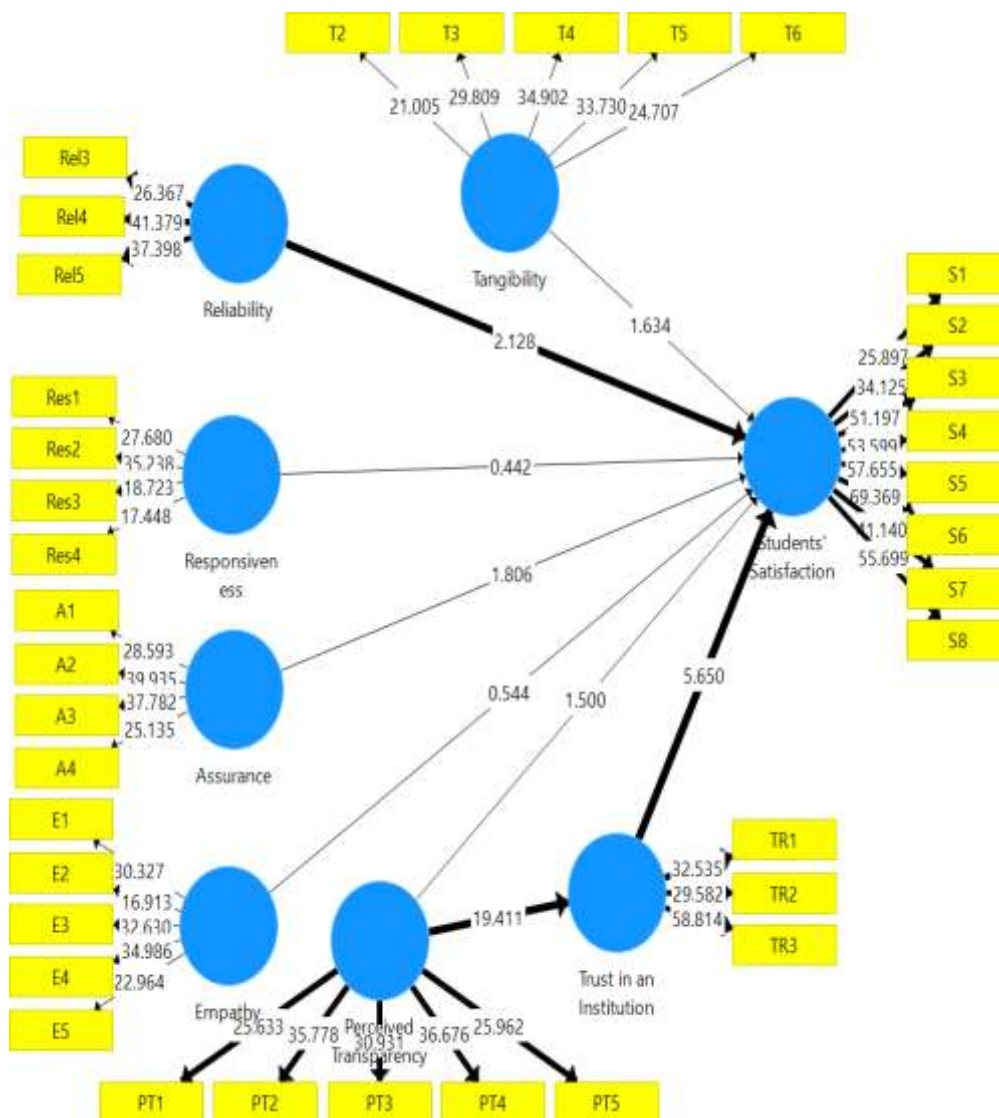 T2
T3
T4
T5
T6
21.005
29.809
34.902
33.730
24.707
Rel3
Rel4
Rel5
26.367
41.379
37.398
Reliability
Tangibility
2.128
1.634
S1
S2
S3
S4
S5
S6
S7
S8
25.897
34.125
51.197
53.599
57.655
69.369
41.140
55.699
Students'
Satisfaction
Res1
Res2
Res3
Res4
27.680
35.238
18.723
17.448
Responsiven
ess
0.442
A1
A2
A3
A4
28.593
39.935
37.782
25.135
Assurance
1.806
0.544
1.500
5.650
E1
E2
E3
E4
E5
30.327
16.913
32.630
34.986
22.964
Empathy
19.411
TR1
TR2
TR3
32.535
29.582
58.814
Trust in an
Institution
Perceived
Transparency
25.633
35.778
30.931
36.676
25.962
PT1
PT2
PT3
PT4
PT5